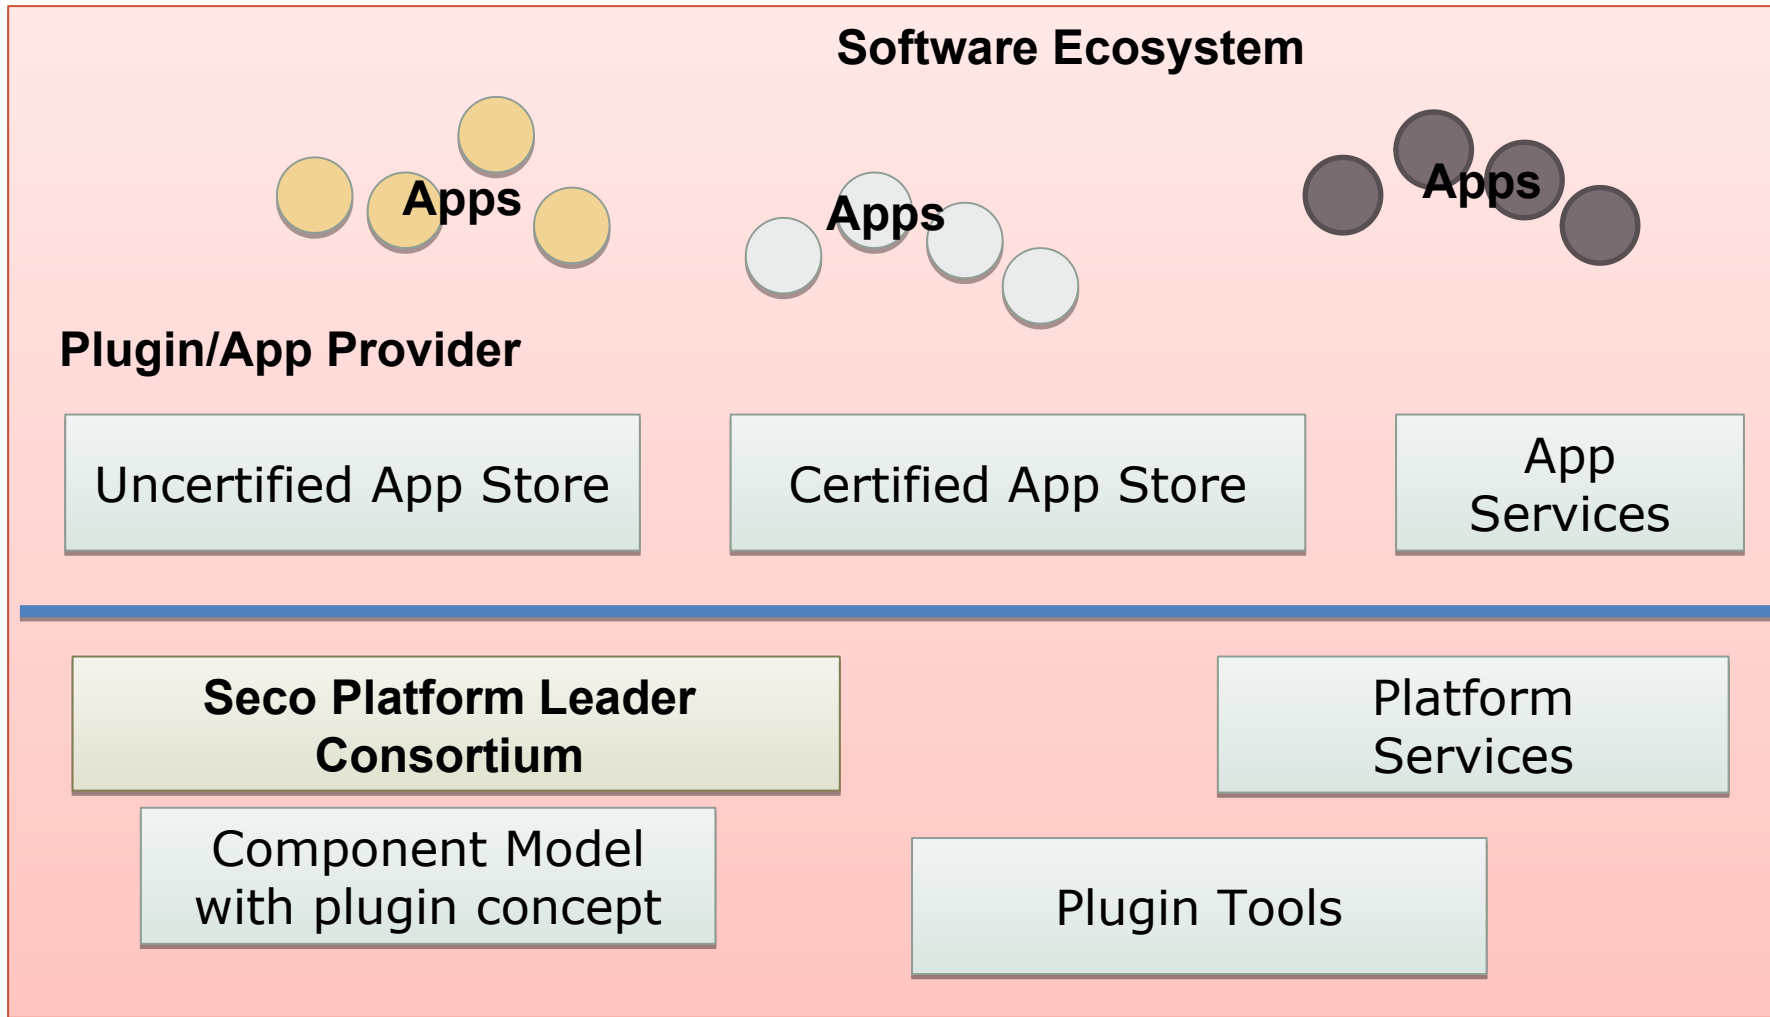 Software Ecosystem
Apps
Apps
Apps
Plugin/App Provider
Uncertified App Store
Certified App Store
App
Services
Seco Platform Leader
Consortium
Platform
Services
Component Model
with plugin concept
Plugin Tools